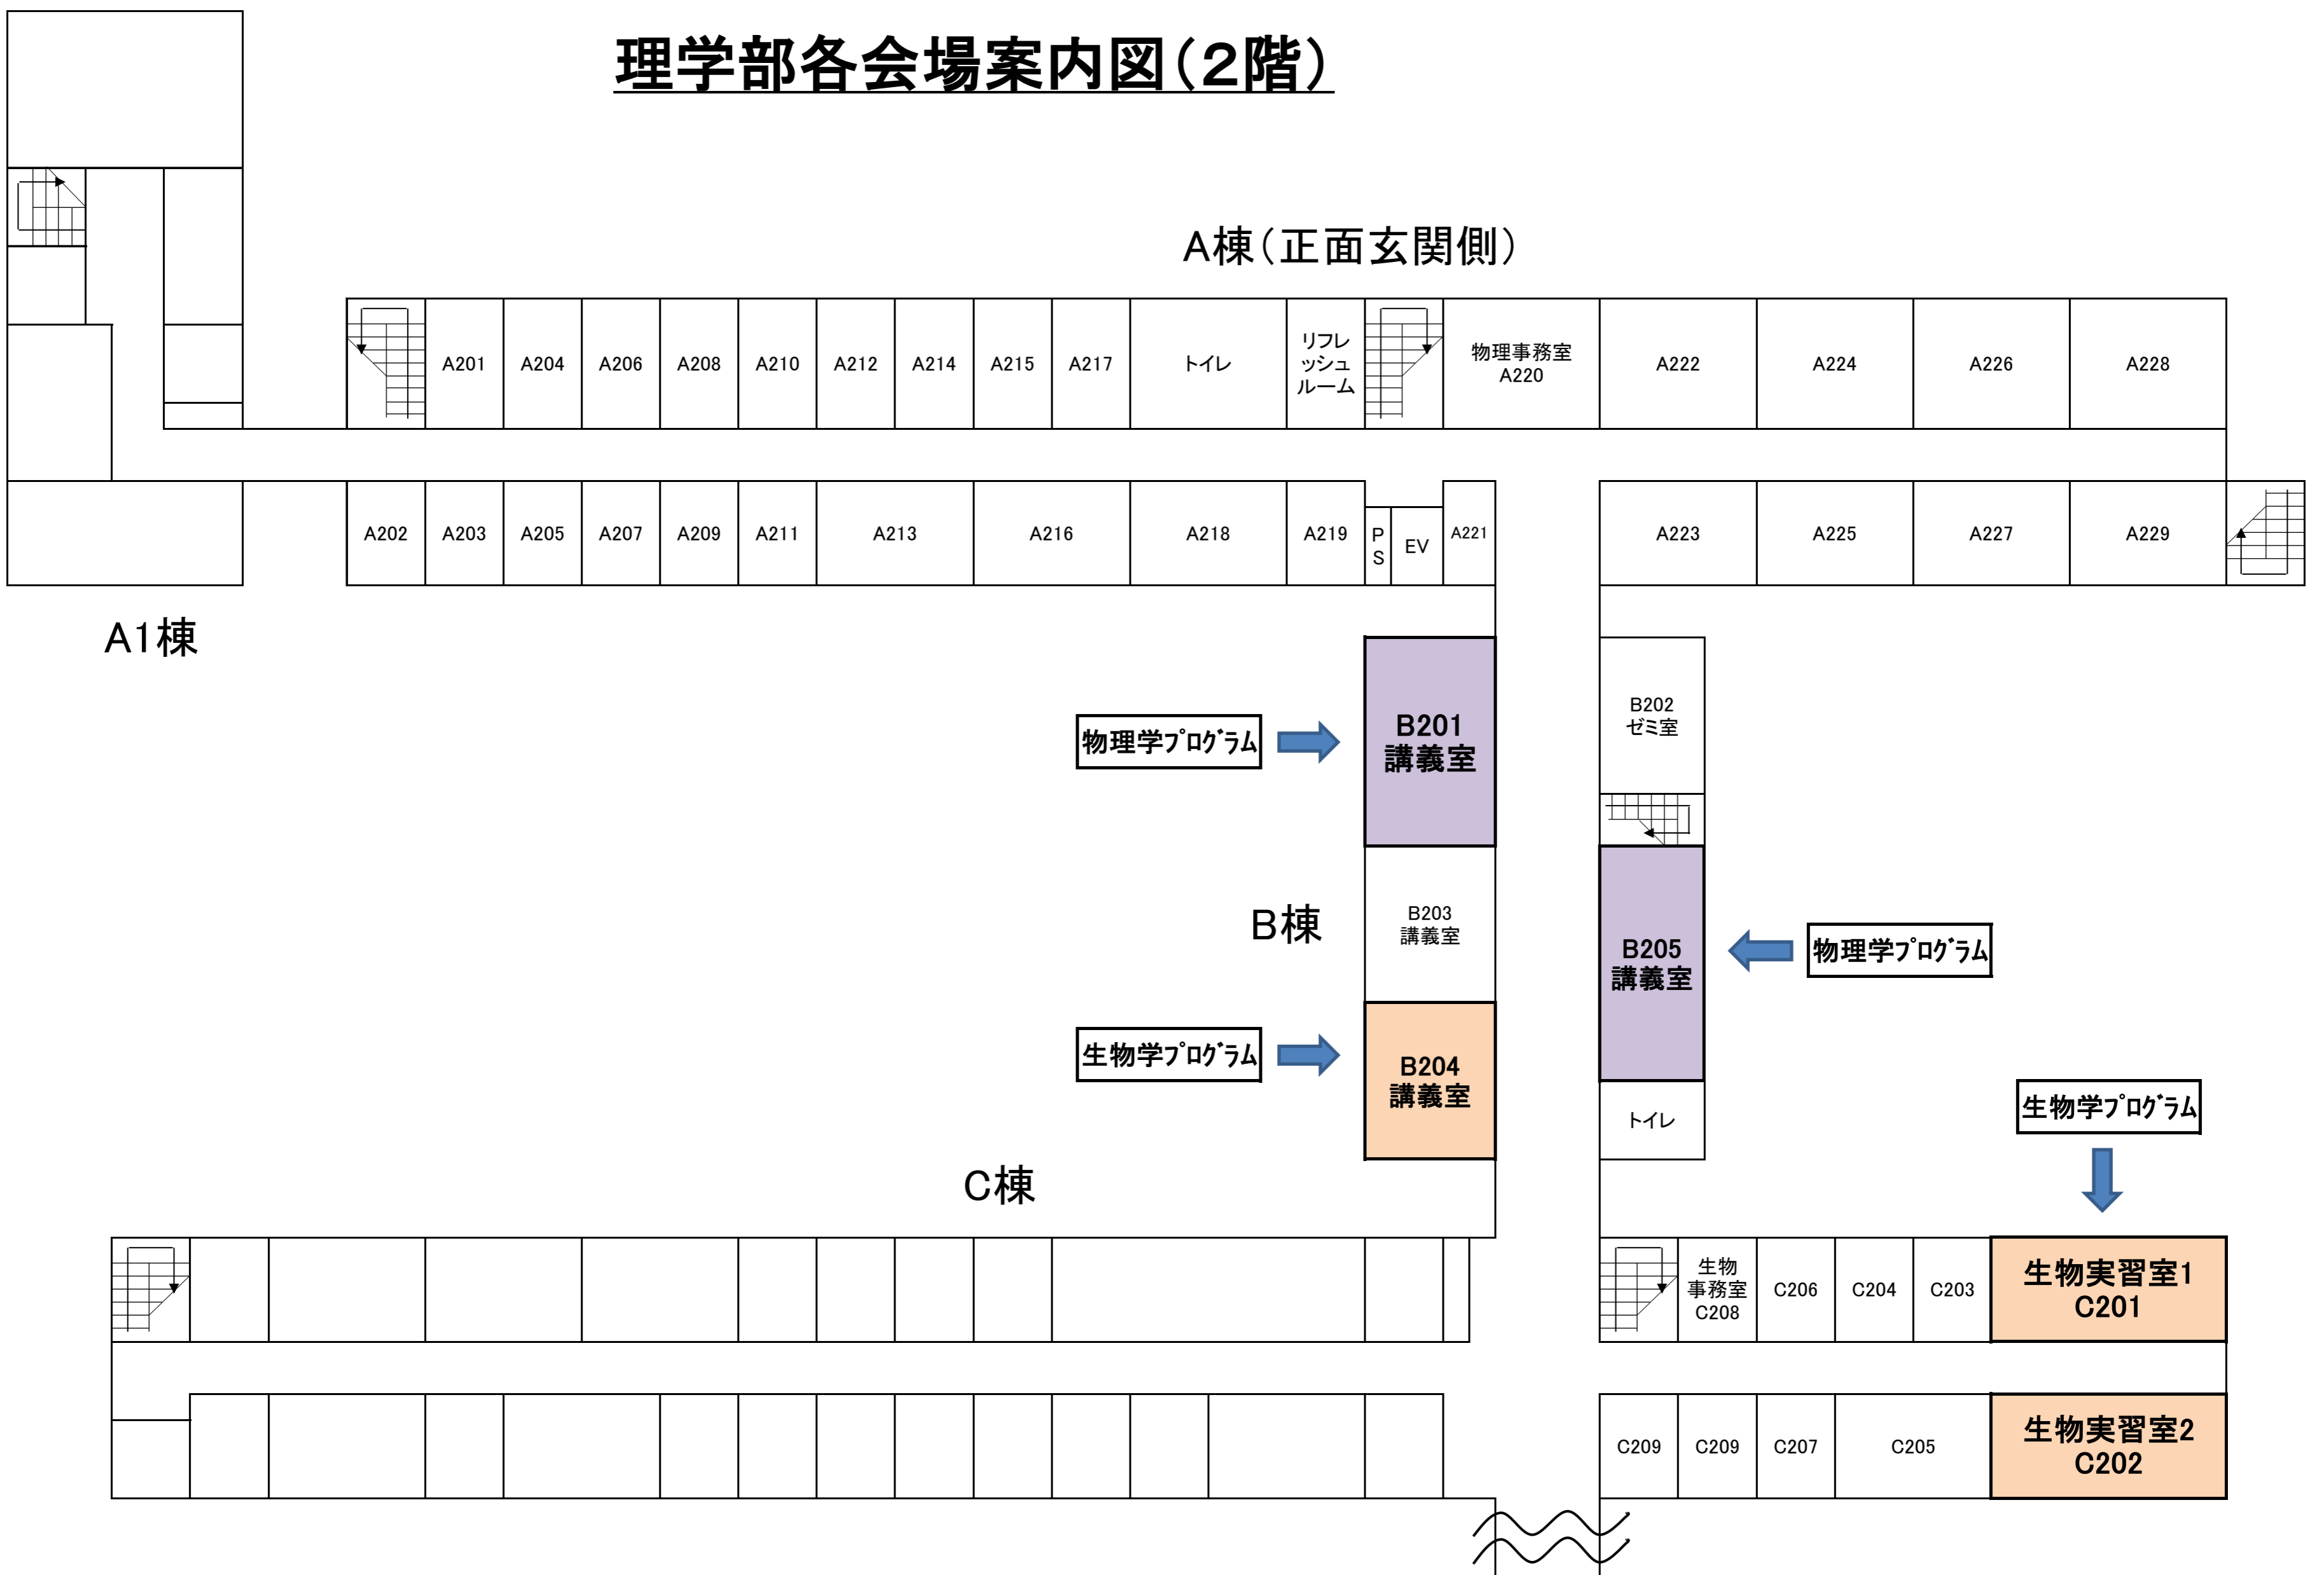 理学部各会場案内図（２階）
A棟（正面玄関側）
A201
A204
A206
A208
A210
A212
A214
A215
A217
トイレ
リフレ
ッシュ
ルーム
物理事務室
A220
A222
A224
A226
A228
A202
A203
A205
A207
A209
A211
A213
A216
A218
A219
P
S
EV
A221
A223
A225
A227
A229
A1棟
B202
ゼミ室
物理学ﾌﾟﾛｸﾞﾗﾑ
B201
講義室
B棟
B203
講義室
B205
講義室
物理学ﾌﾟﾛｸﾞﾗﾑ
生物学ﾌﾟﾛｸﾞﾗﾑ
B204
講義室
トイレ
生物学ﾌﾟﾛｸﾞﾗﾑ
C棟
生物
事務室
C208
C206
C204
C203
生物実習室1
C201
C209
C209
C207
C205
生物実習室2
C202